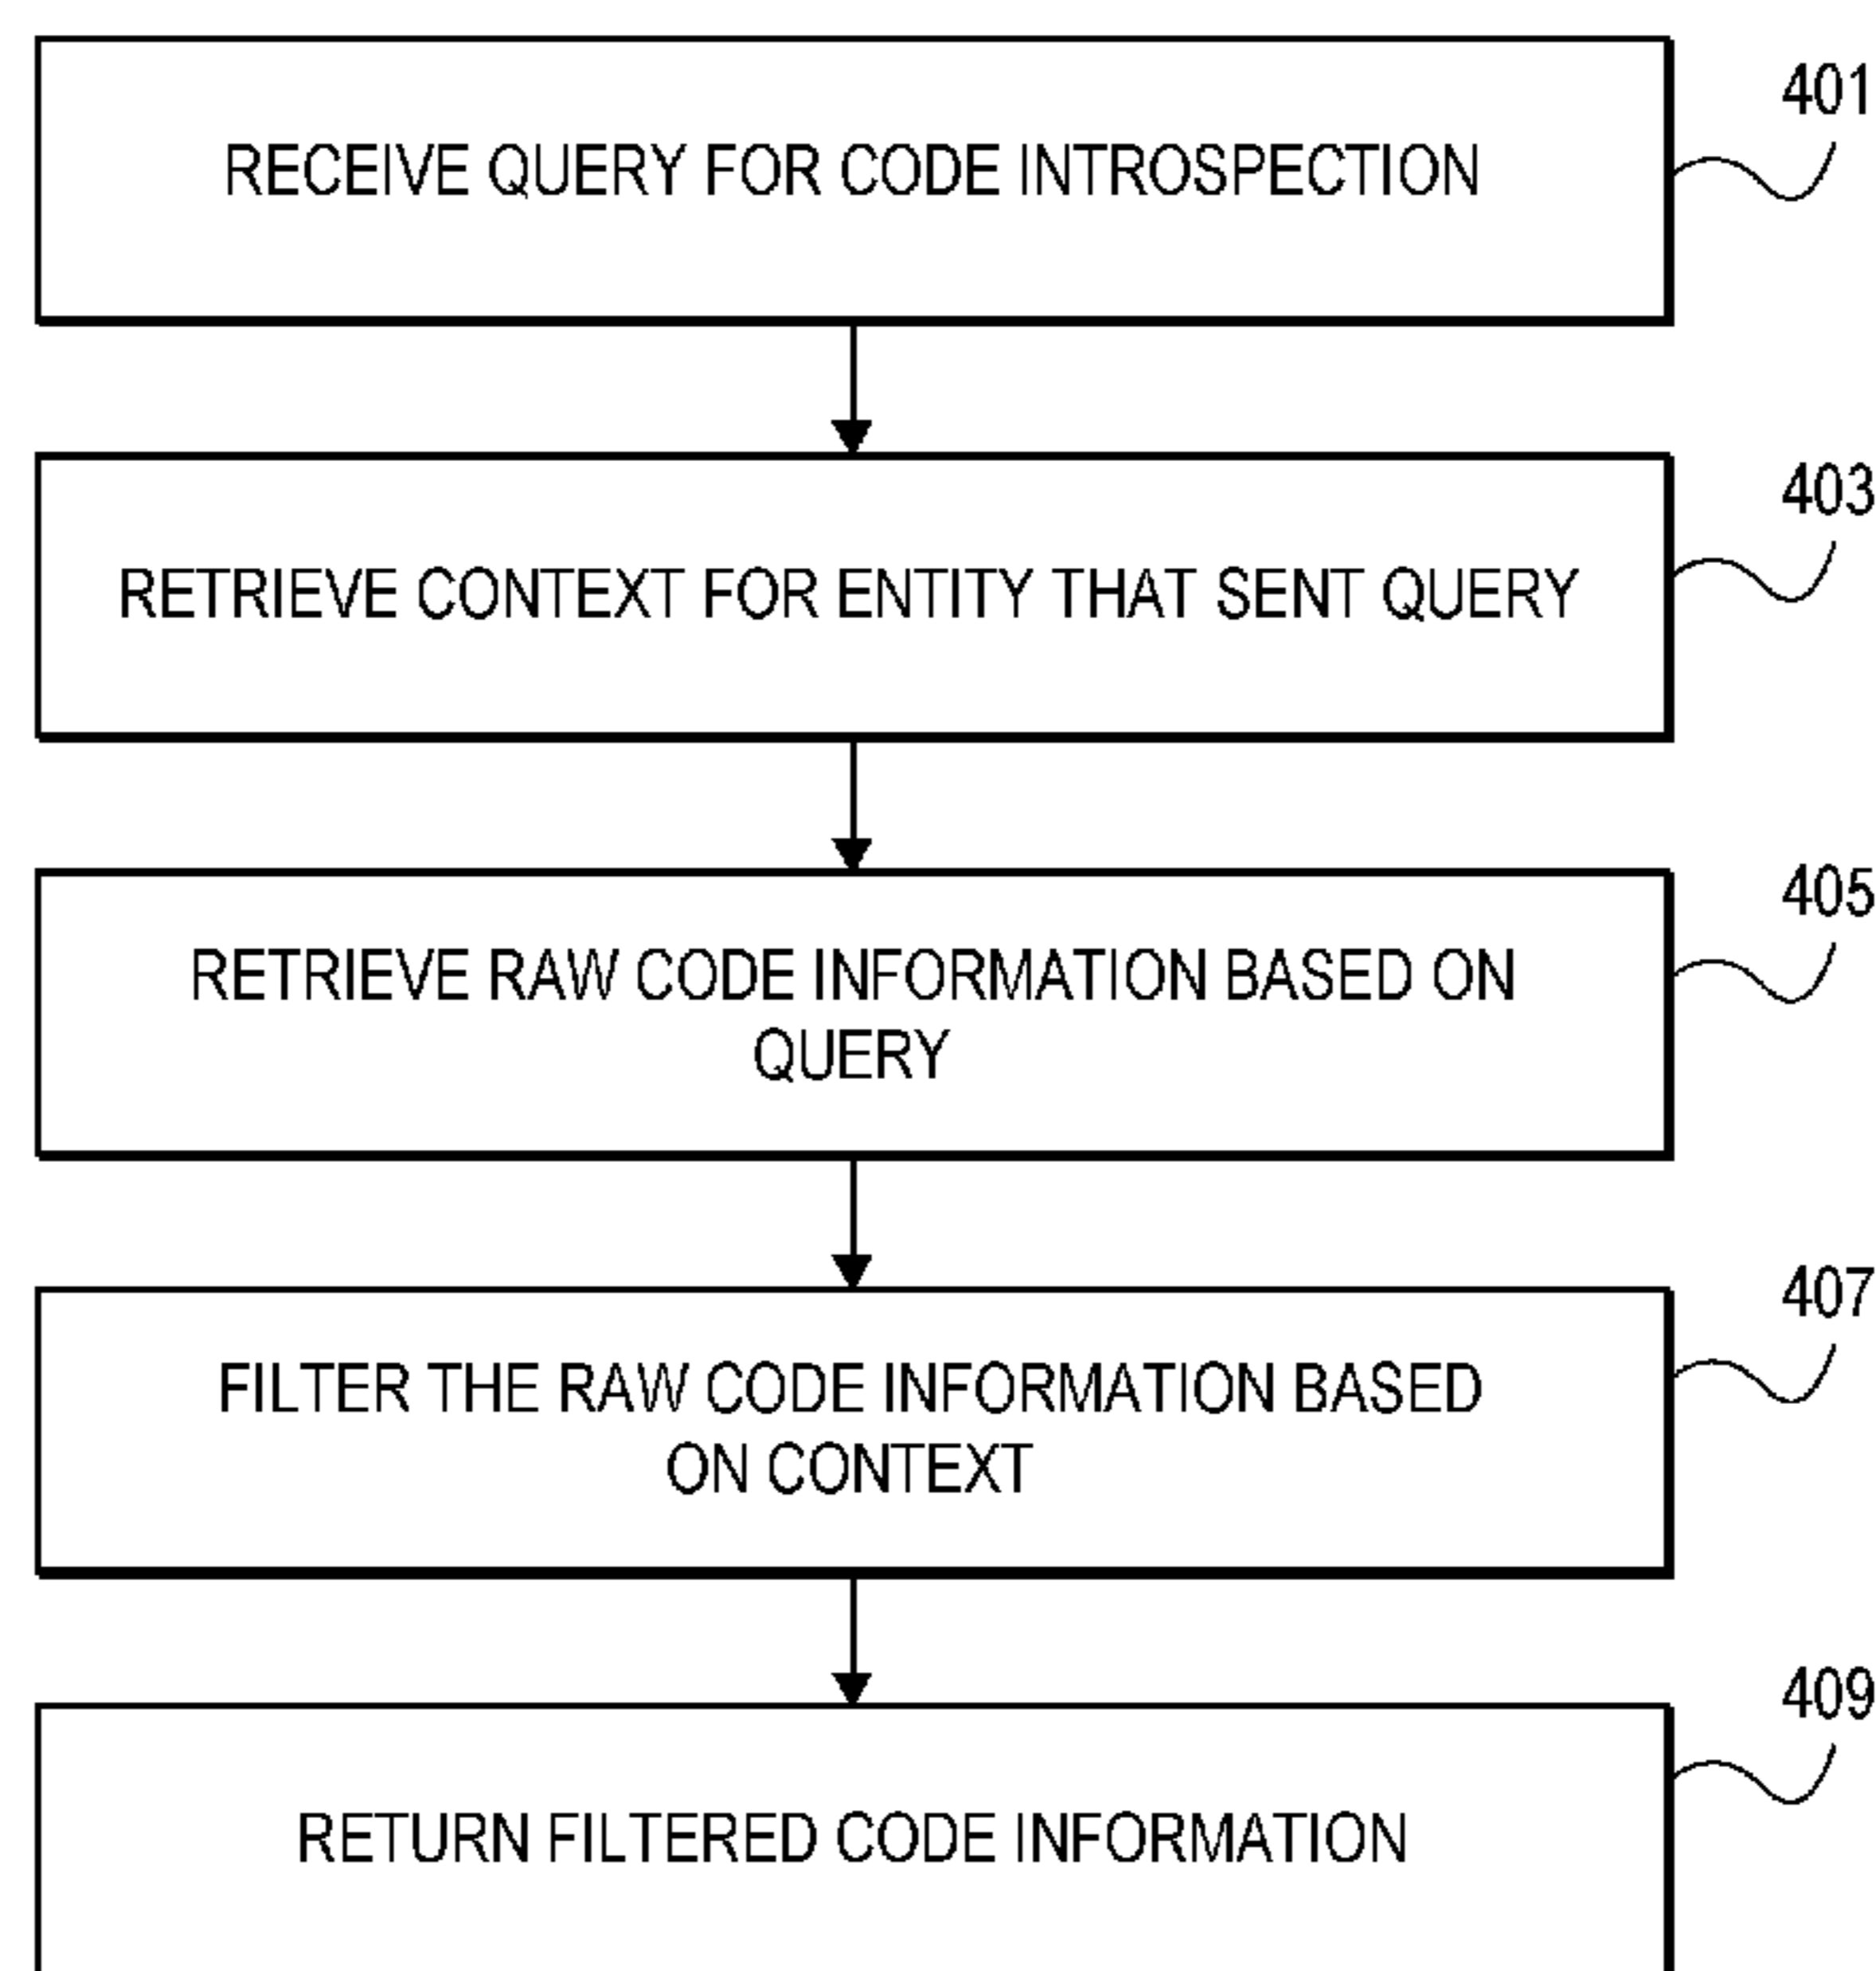 401
RECEIVE QUERY FOR CODE INTROSPECTION
403
RETRIEVE CONTEXT FOR ENTITY THAT SENT QUERY
405
RETRIEVE RAW CODE INFORMATION BASED ON
QUERY
407
FILTER THE RAW CODE INFORMATION BASED
ON CONTEXT
409
RETURN FILTERED CODE INFORMATION